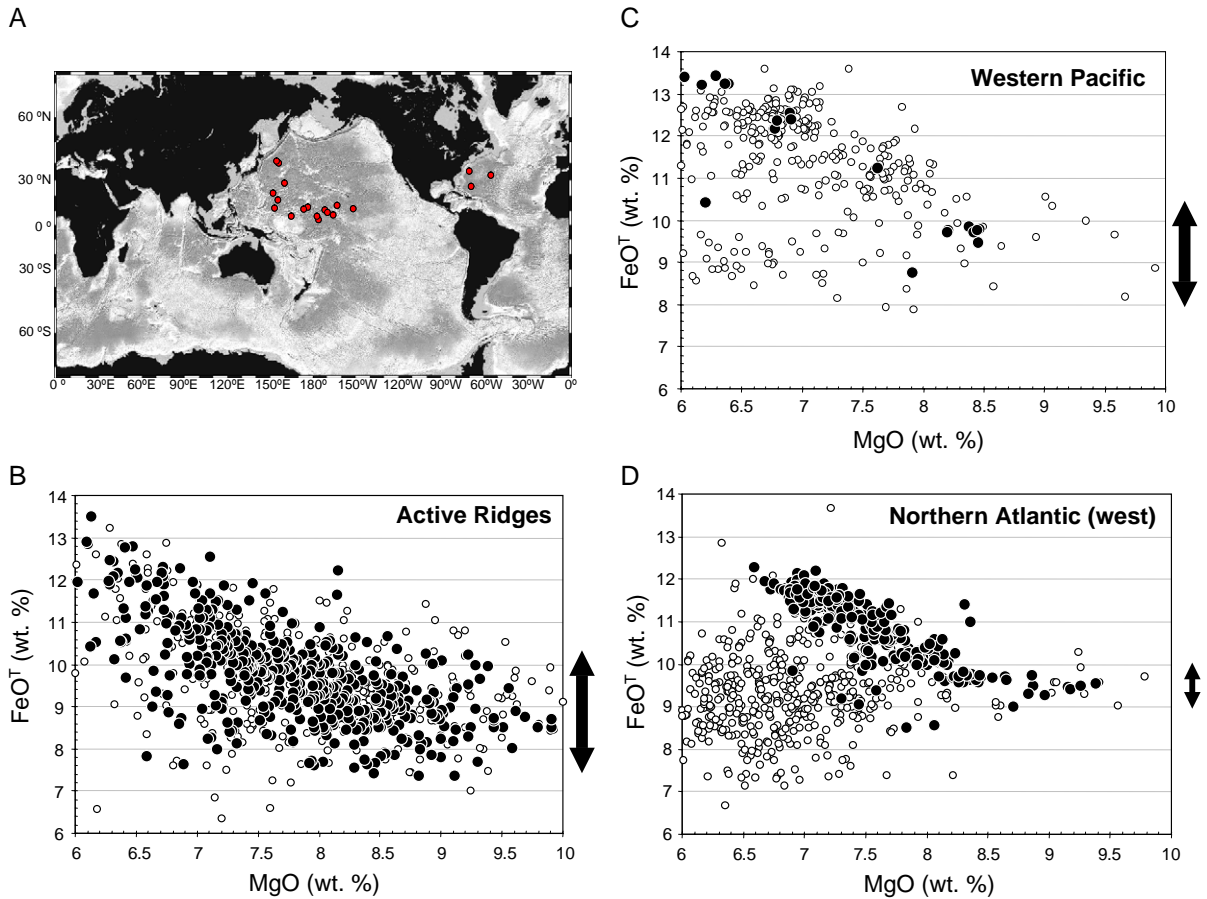 A
60 ºN
30 ºN
0 º
30 ºS
60 ºS
0 º 30ºE 60ºE 90ºE 120ºE 150ºE 180º 150ºW 120ºW 90ºW 60ºW 30ºW 0º
C
Western Pacific
FeOᵀ (wt. %)
14
13
12
11
10
9
8
7
6
6 6.5 7 7.5 8 8.5 9 9.5 10
MgO (wt. %)
B
Active Ridges
FeOᵀ (wt. %)
14
13
12
11
10
9
8
7
6
6 6.5 7 7.5 8 8.5 9 9.5 10
MgO (wt. %)
D
Northern Atlantic (west)
FeOᵀ (wt. %)
14
13
12
11
10
9
8
7
6
6 6.5 7 7.5 8 8.5 9 9.5 10
MgO (wt. %)